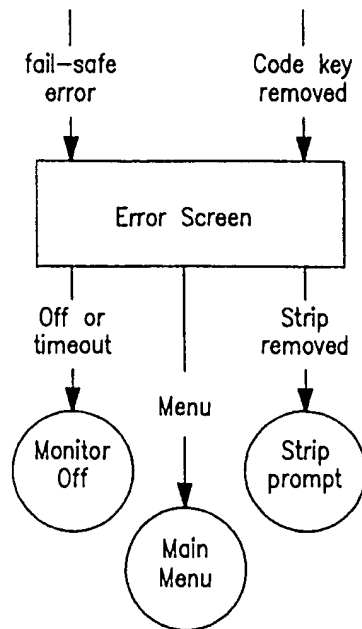 fail-safe
error
Code key
removed
Error Screen
Off or
timeout
Menu
Strip
removed
Monitor
Off
Main
Menu
Strip
prompt